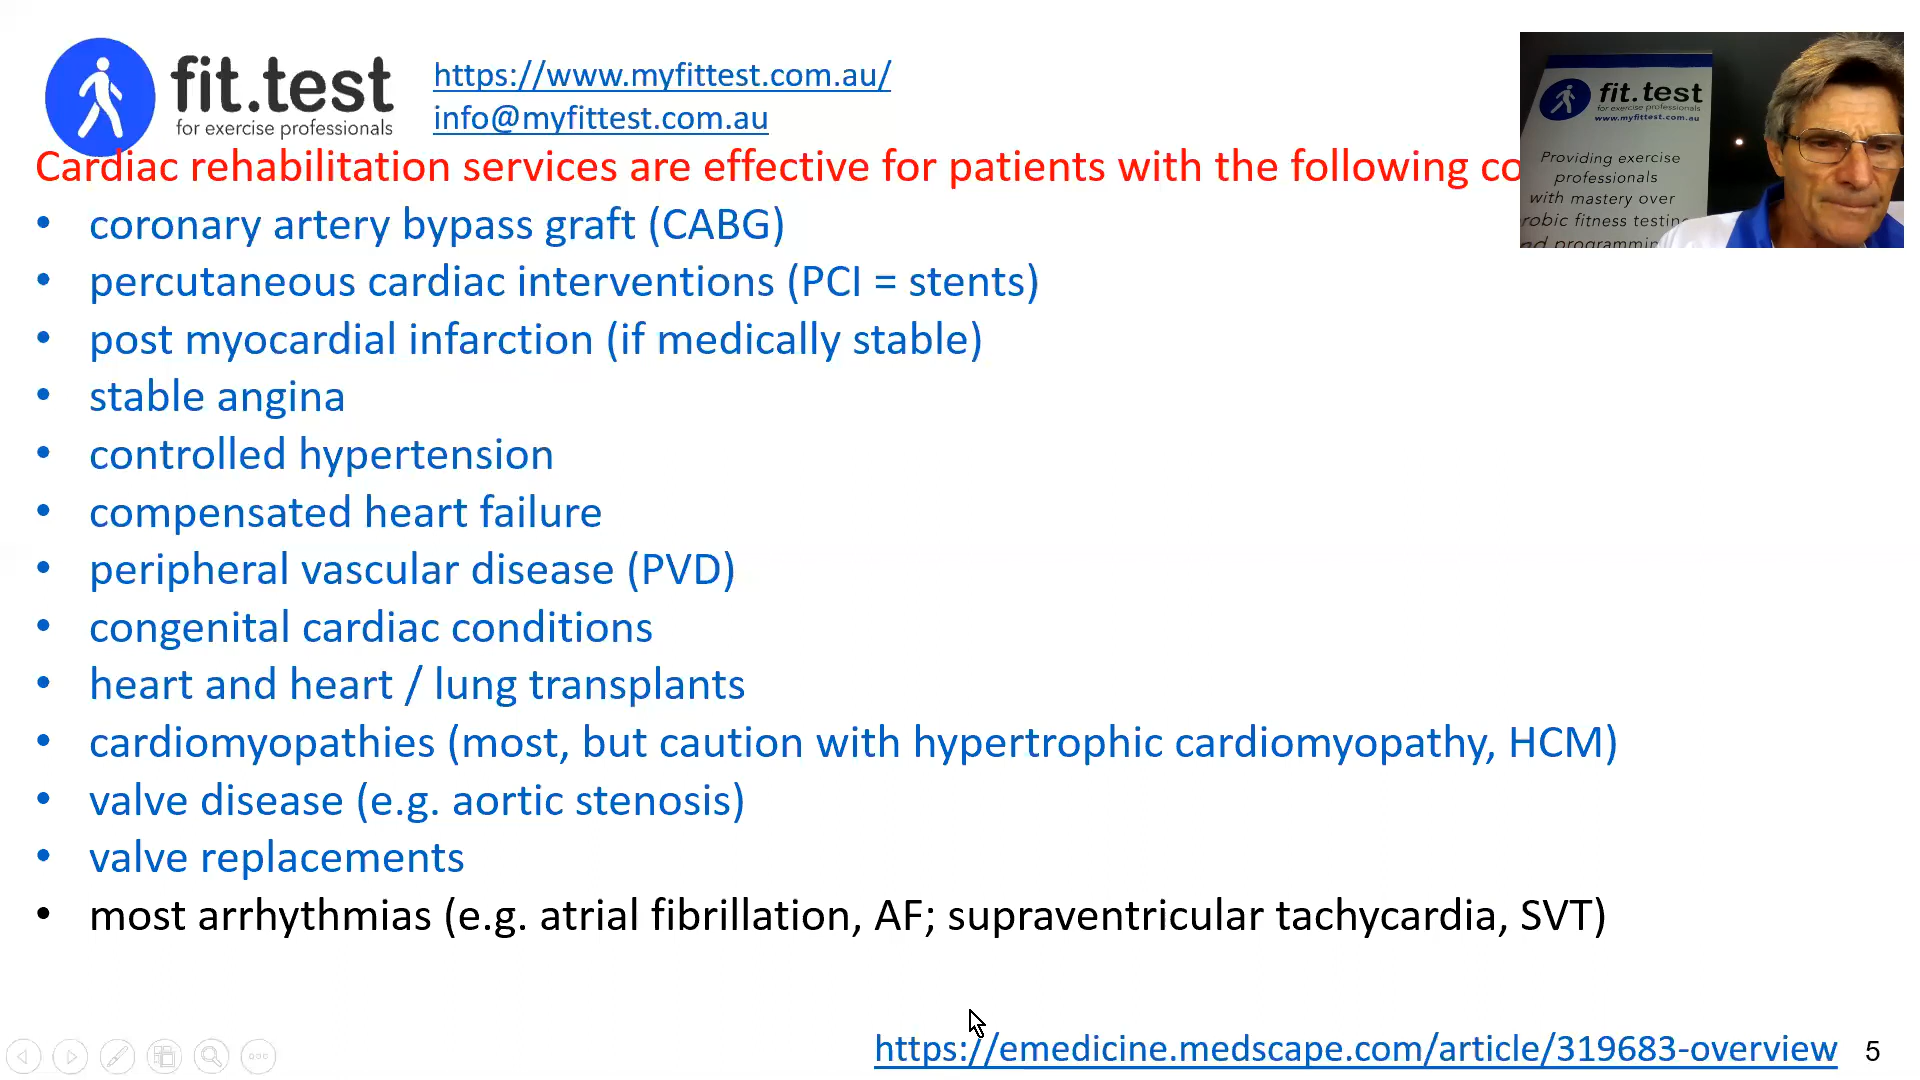 fit.test
for exercise professionals
https://www.myfittest.com.au/
info@myfittest.com.au
fit.test
for exercise professionals
www.myfittest.com.au
Providing exercise
professionals
with mastery over
fitness testing
Cardiac rehabilitation services are effective for patients with the following
• coronary artery bypass graft (CABG)
• percutaneous cardiac interventions (PCI = stents)
• post myocardial infarction (if medically stable)
• stable angina
• controlled hypertension
• compensated heart failure
• peripheral vascular disease (PVD)
• congenital cardiac conditions
• heart and heart / lung transplants
• cardiomyopathies (most, but caution with hypertrophic cardiomyopathy, HCM)
• valve disease (e.g. aortic stenosis)
• valve replacements
• most arrhythmias (e.g. atrial fibrillation, AF; supraventricular tachycardia, SVT)
https://emedicine.medscape.com/article/319683-overview
5